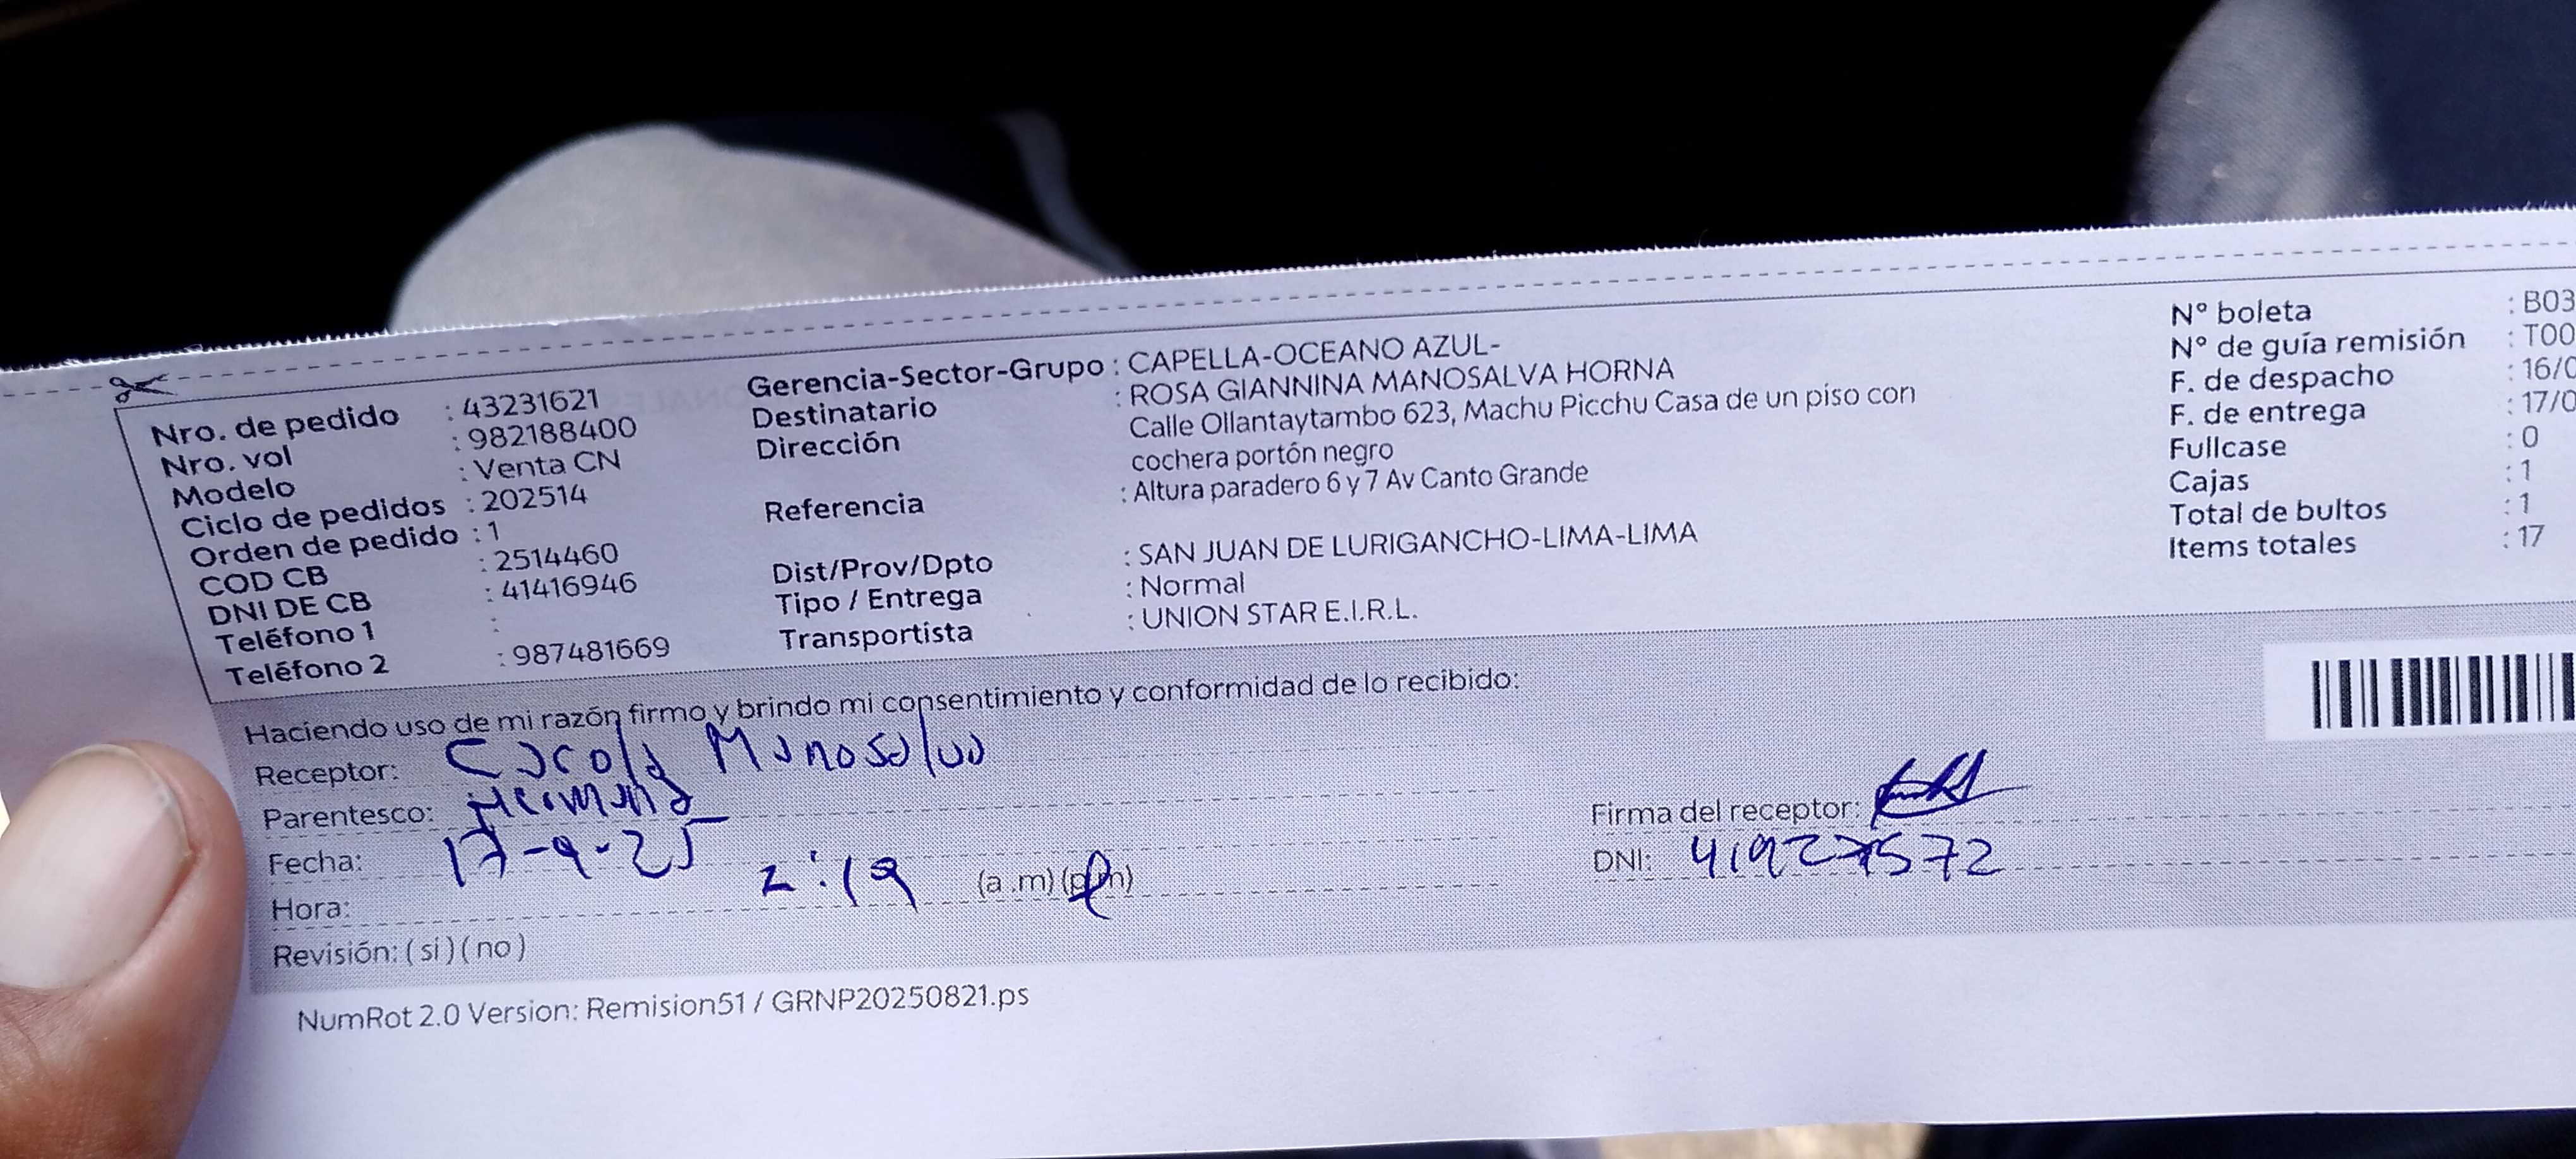 Nro. de pedido : 43231621
Nro. vol : 982188400
Modelo : Venta CN
Ciclo de pedidos : 202514
Orden de pedido : 1
COD CB : 2514460
DNI DE CB : 41416946
Teléfono 1 :
Teléfono 2 : 987481669
Gerencia-Sector-Grupo : CAPELLA-OCEANO AZUL-
Destinatario : ROSA GIANNINA MANOSALVA HORNA
Dirección Calle Ollantaytambo 623, Machu Picchu Casa de un piso con
cochera portón negro
Referencia : Altura paradero 6 y 7 Av Canto Grande
Dist/Prov/Dpto : SAN JUAN DE LURIGANCHO-LIMA-LIMA
Tipo / Entrega : Normal
Transportista : UNION STAR E.I.R.L.
N° boleta : B03
N° de guía remisión : T00
F. de despacho : 16/0
F. de entrega : 17/0
Fullcase : 0
Cajas : 1
Total de bultos : 1
Items totales : 17
Haciendo uso de mi razón firmo y brindo mi consentimiento y conformidad de lo recibido:
Receptor: Manosalva
Parentesco: Hermana
Fecha: 17-9-25
Hora: 2:19 (a.m) (p.m)
Revisión: ( si ) ( no )
Firma del receptor:
DNI:
NumRot 2.0 Version: Remision51 / GRNP20250821.ps